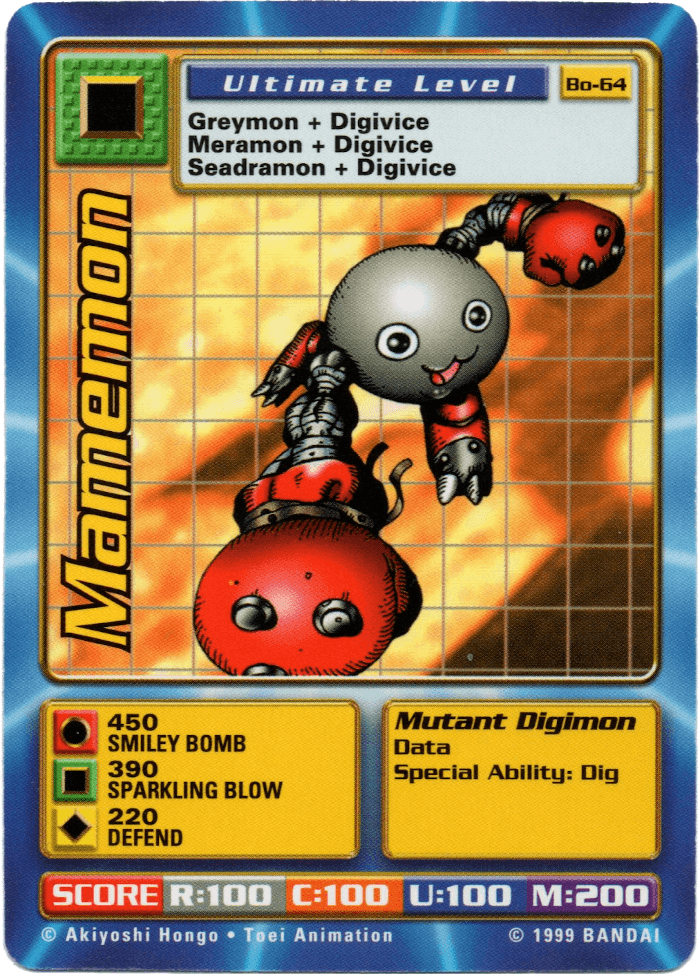 Ultimate Level
Bo-64
Greymon + Digivice
Meramon + Digivice
Seadramon + Digivice
Mamemon
450
SMILEY BOMB
390
SPARKLING BLOW
220
DEFEND
Mutant Digimon
Data
Special Ability: Dig
SCORE R:100 C:100 U:100 M:200
© Akiyoshi Hongo • Toei Animation © 1999 BANDAI